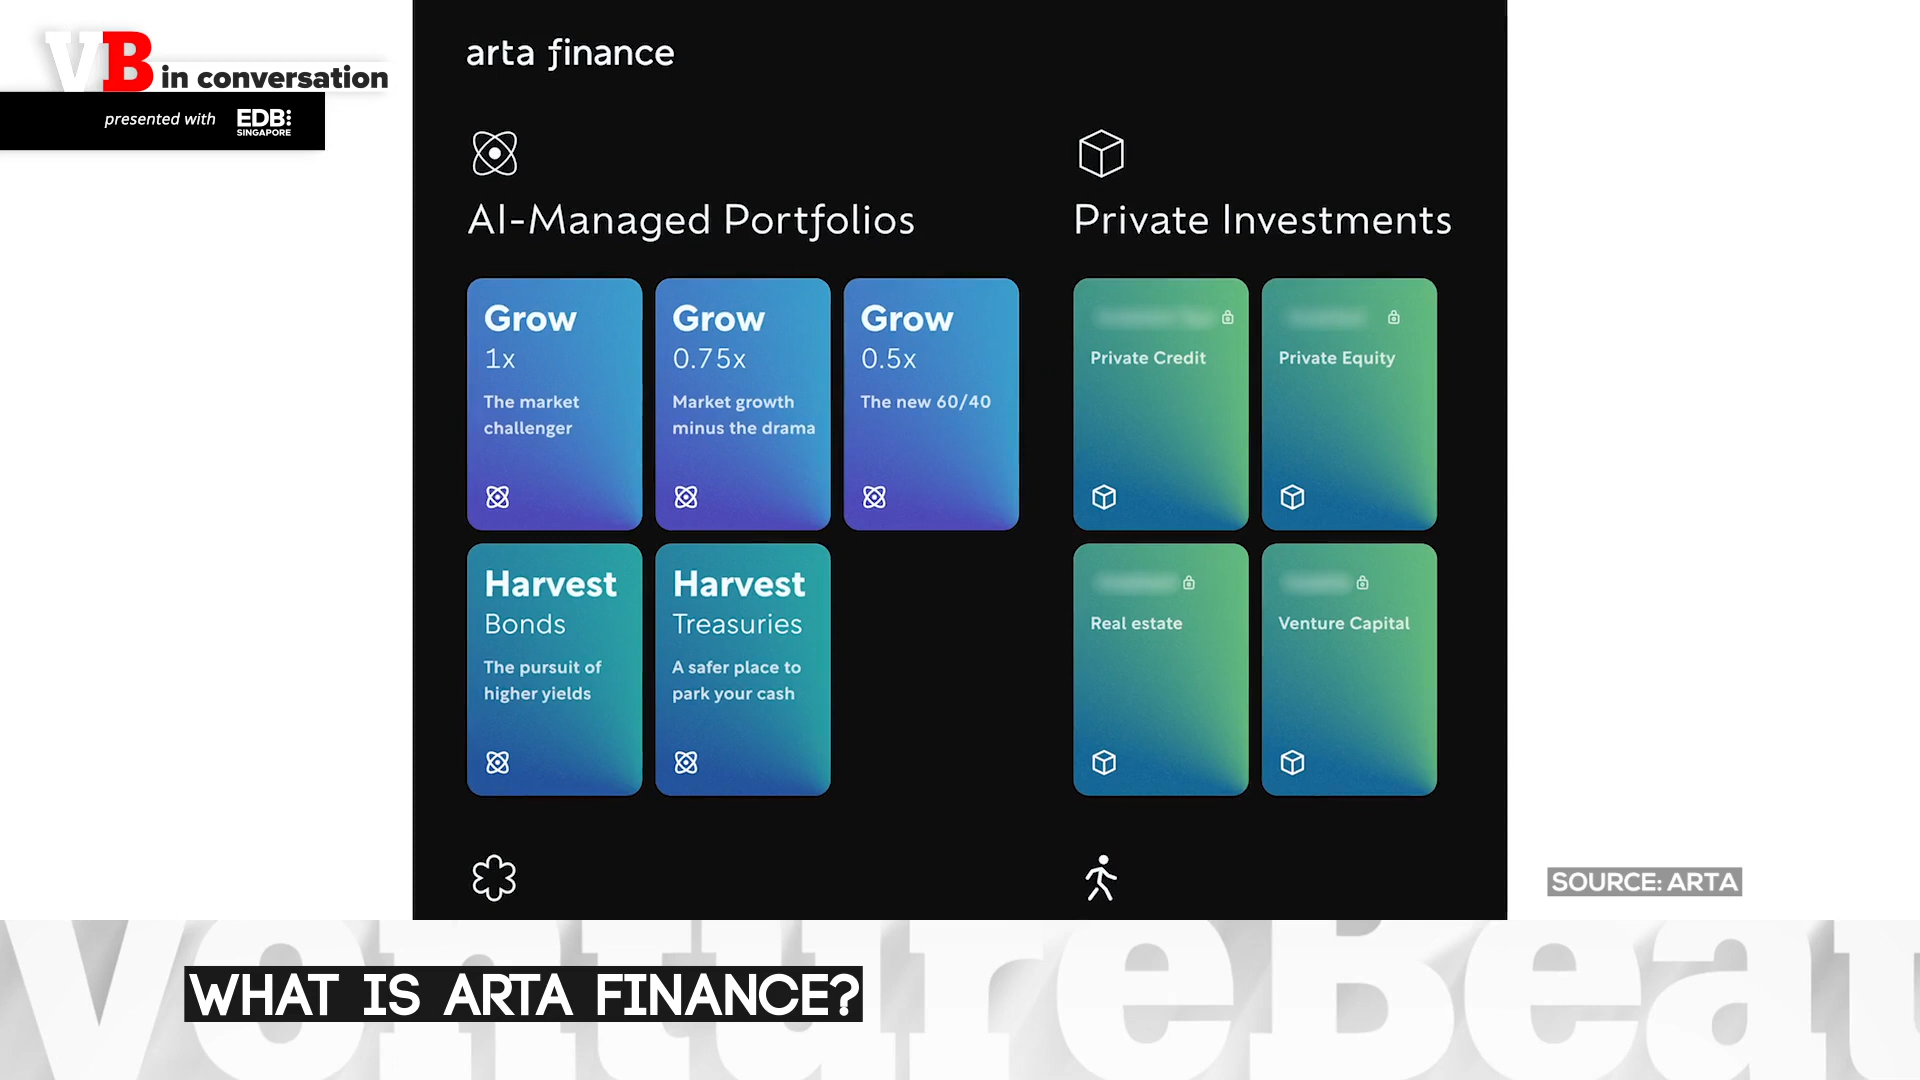 VB in conversation
presented with EDB: SINGAPORE
arta finance
AI-Managed Portfolios
Grow
1x
The market
challenger
Grow
0.75x
Market growth
minus the drama
Grow
0.5x
The new 60/40
Harvest
Bonds
The pursuit of
higher yields
Harvest
Treasuries
A safer place to
park your cash
Private Investments
Private Credit
Private Equity
Real estate
Venture Capital
SOURCE: ARTA
VentureBeat
WHAT IS ARTA FINANCE?